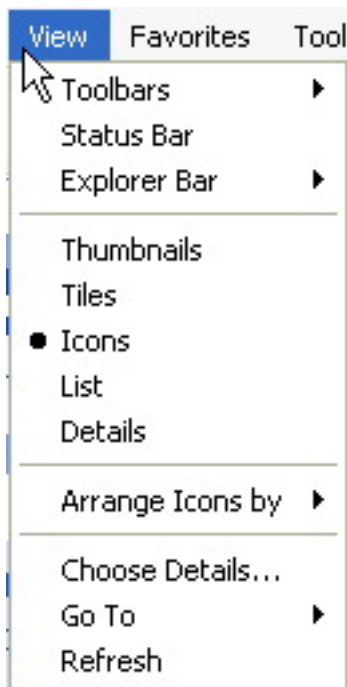 View Favorites Tool
Toolbars
Status Bar
Explorer Bar
Thumbnails
Tiles
Icons
List
Details
Arrange Icons by
Choose Details...
Go To
Refresh